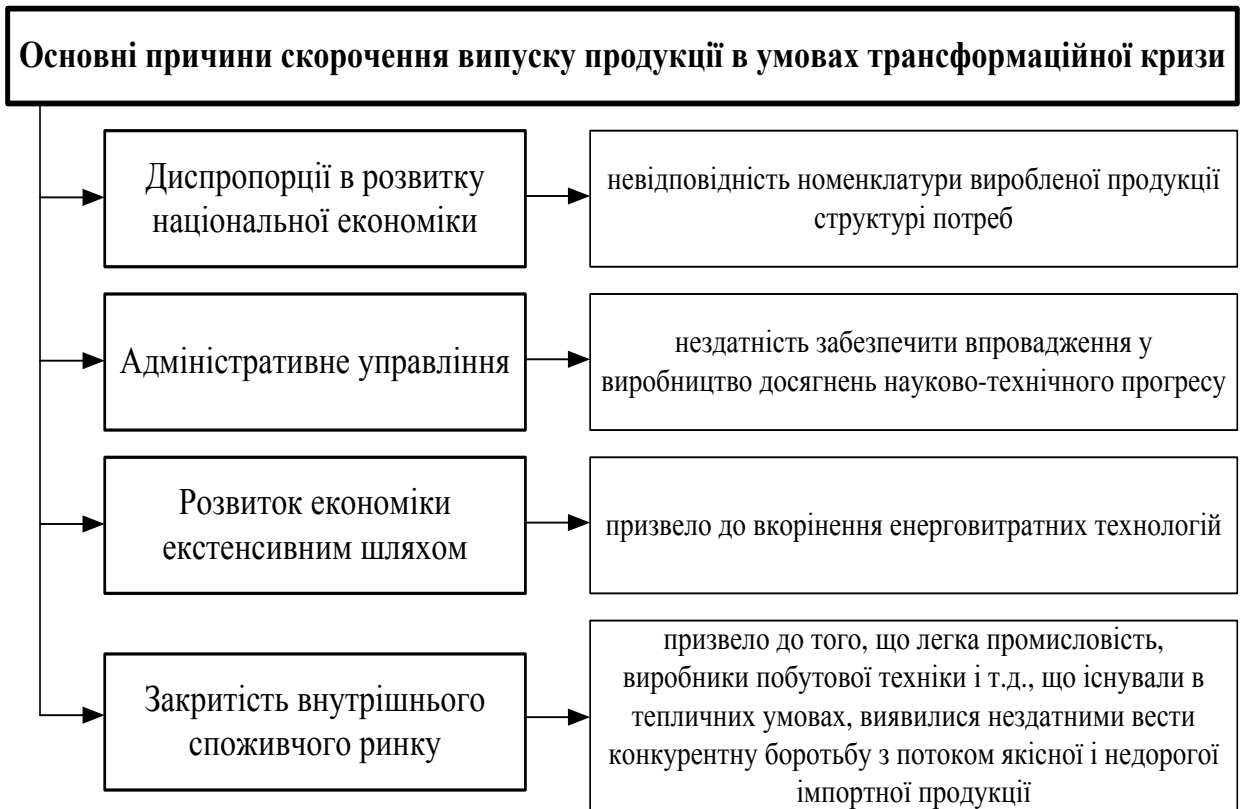 Основні причини скорочення випуску продукції в умовах трансформаційної кризи
Диспропорції в розвитку
національної економіки
невідповідність номенклатури виробленої продукції
структурі потреб
Адміністративне управління
нездатність забезпечити впровадження у
виробництво досягнень науково-технічного прогресу
Розвиток економіки
екстенсивним шляхом
призвело до вкорінення енерговитратних технологій
Закритість внутрішнього
споживчого ринку
призвело до того, що легка промисловість,
виробники побутової техніки і т.д., що існували в
тепличних умовах, виявилися нездатними вести
конкурентну боротьбу з потоком якісної і недорогої
імпортної продукції